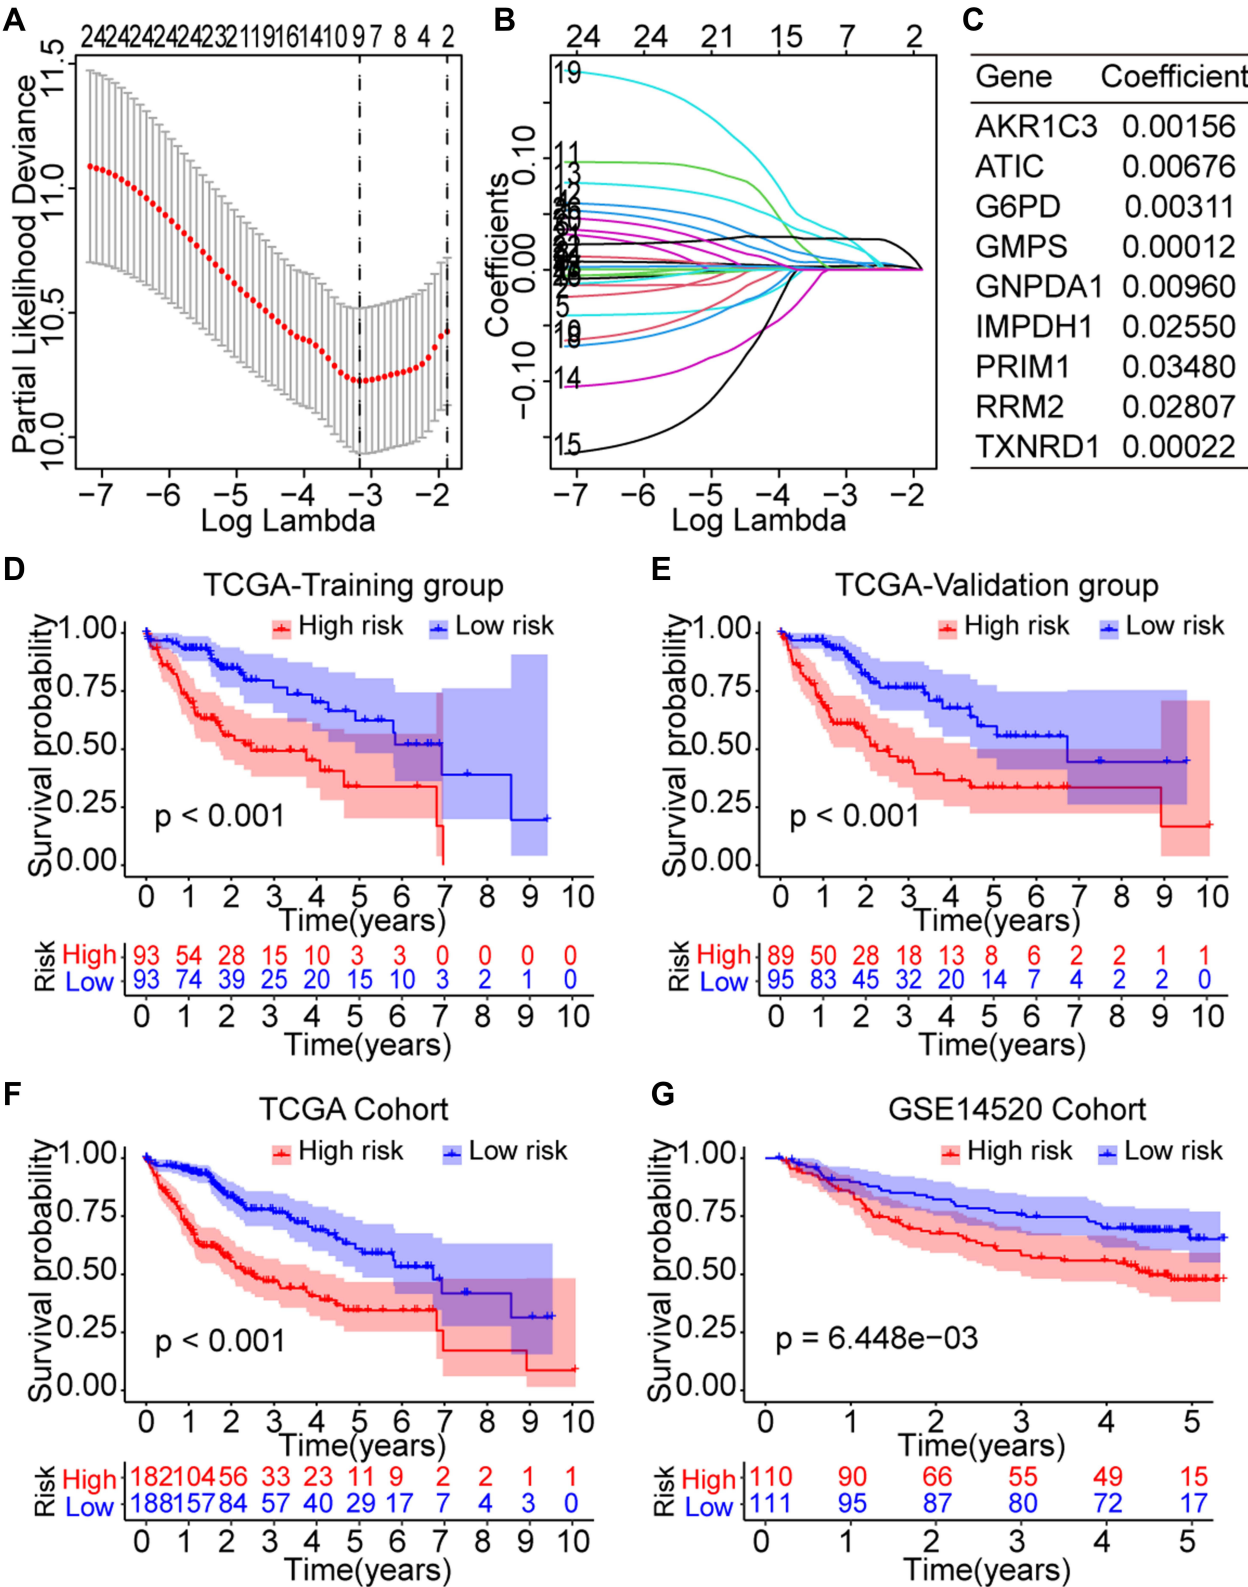 A
24 24 24 24 24 23 21 19 16 14 10 9 7 8 4 2
Partial Likelihood Deviance
11.5
11.0
10.5
10.0
−7 −6 −5 −4 −3 −2
Log Lambda
B
24 24 21 15 7 2
Coefficients
0.10
0.00
−0.10
19
11
3
5
14
15
−7 −6 −5 −4 −3 −2
Log Lambda
C
Gene Coefficient
AKR1C3 0.00156
ATIC 0.00676
G6PD 0.00311
GMPS 0.00012
GNPDA1 0.00960
IMPDH1 0.02550
PRIM1 0.03480
RRM2 0.02807
TXNRD1 0.00022
D
TCGA-Training group
High risk Low risk
Survival probability
1.00
0.75
0.50
0.25
0.00
p < 0.001
0 1 2 3 4 5 6 7 8 9 10
Time(years)
Risk
High 93 54 28 15 10 3 3 0 0 0 0
Low 93 74 39 25 20 15 10 3 2 1 0
0 1 2 3 4 5 6 7 8 9 10
Time(years)
E
TCGA-Validation group
High risk Low risk
Survival probability
1.00
0.75
0.50
0.25
0.00
p < 0.001
0 1 2 3 4 5 6 7 8 9 10
Time(years)
Risk
High 89 50 28 18 13 8 6 2 2 1 1
Low 95 83 45 32 20 14 7 4 2 2 0
0 1 2 3 4 5 6 7 8 9 10
Time(years)
F
TCGA Cohort
High risk Low risk
Survival probability
1.00
0.75
0.50
0.25
0.00
p < 0.001
0 1 2 3 4 5 6 7 8 9 10
Time(years)
Risk
High 182 104 56 33 23 11 9 2 2 1 1
Low 188 157 84 57 40 29 17 7 4 3 0
0 1 2 3 4 5 6 7 8 9 10
Time(years)
G
GSE14520 Cohort
High risk Low risk
Survival probability
1.00
0.75
0.50
0.25
0.00
p = 6.448e−03
0 1 2 3 4 5
Time(years)
Risk
High 110 90 66 55 49 15
Low 111 95 87 80 72 17
0 1 2 3 4 5
Time(years)